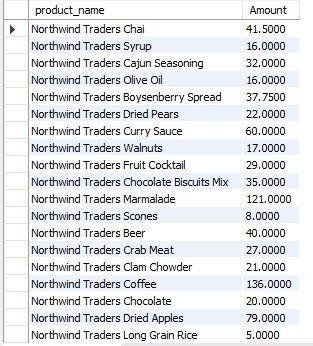 product_name Amount
Northwind Traders Chai 41.5000
Northwind Traders Syrup 16.0000
Northwind Traders Cajun Seasoning 32.0000
Northwind Traders Olive Oil 16.0000
Northwind Traders Boysenberry Spread 37.7500
Northwind Traders Dried Pears 22.0000
Northwind Traders Curry Sauce 60.0000
Northwind Traders Walnuts 17.0000
Northwind Traders Fruit Cocktail 29.0000
Northwind Traders Chocolate Biscuits Mix 35.0000
Northwind Traders Marmalade 121.0000
Northwind Traders Scones 8.0000
Northwind Traders Beer 40.0000
Northwind Traders Crab Meat 27.0000
Northwind Traders Clam Chowder 21.0000
Northwind Traders Coffee 136.0000
Northwind Traders Chocolate 20.0000
Northwind Traders Dried Apples 79.0000
Northwind Traders Long Grain Rice 5.0000